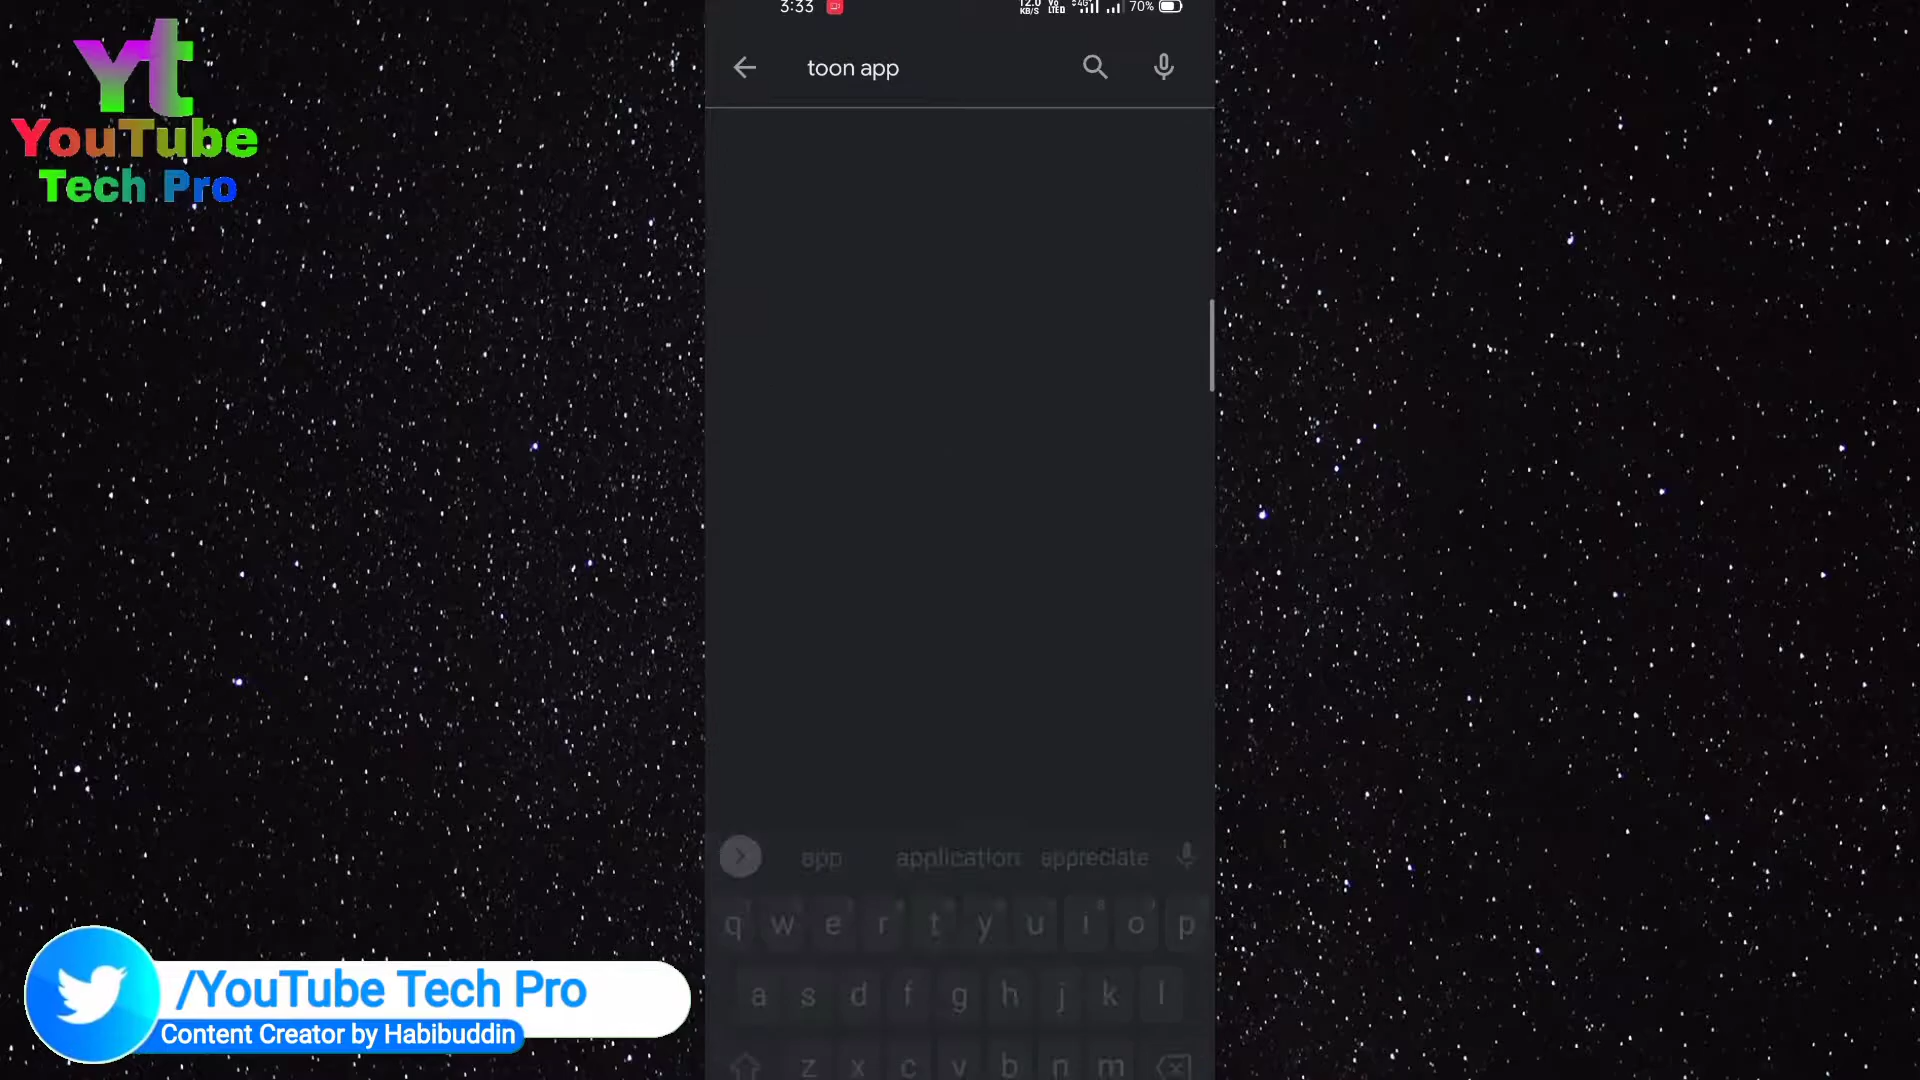 Yt
YouTube
Tech Pro
3:33
70%
toon app
app application appreciate
q w e r t y u i o p
a s d f g h j k l
z x c v b n m
/YouTube Tech Pro
Content Creator by Habibuddin